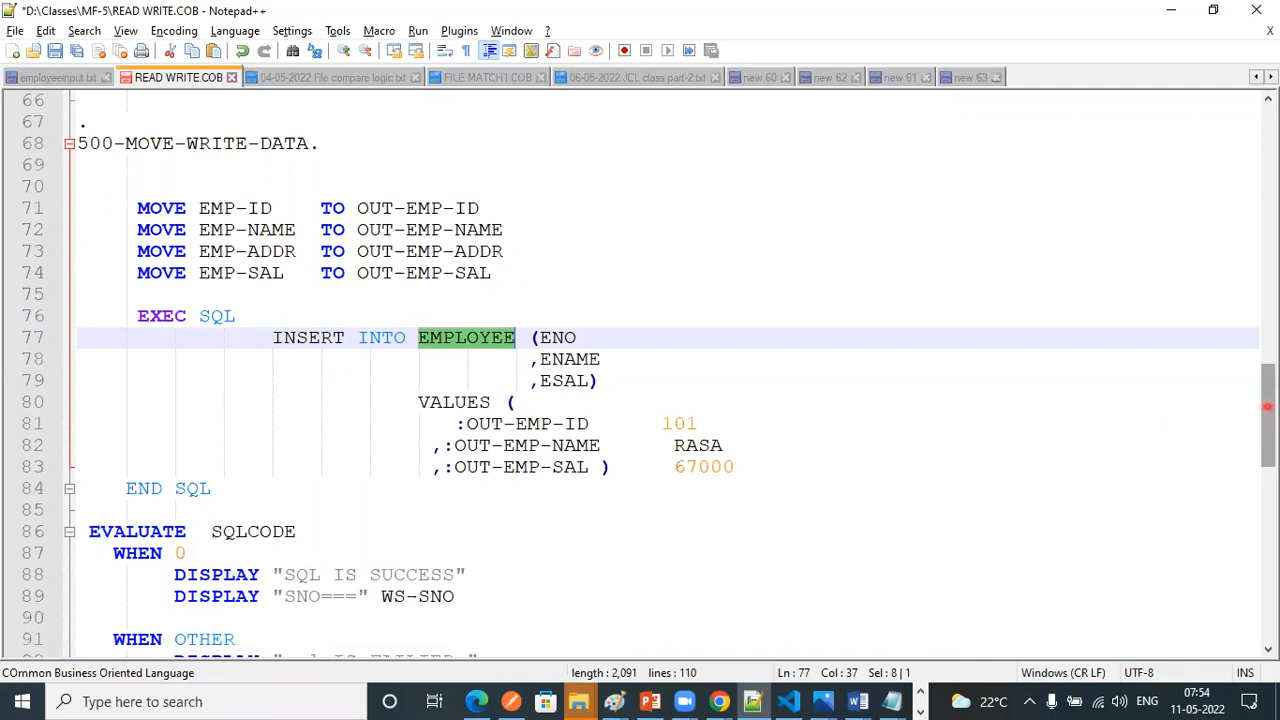 *D:\Classes\MF-5\READ WRITE.COB - Notepad++
File Edit Search View Encoding Language Settings Tools Macro Run Plugins Window ? X
employeeinput.txt READ WRITE.COB 04-05-2022 File compare logic.txt FILE MATCH1 COB 06-05-2022 JCL class part-2.txt new 60 new 62 new 61 new 63
66
67 .
68 500-MOVE-WRITE-DATA.
69
70
71 MOVE EMP-ID TO OUT-EMP-ID
72 MOVE EMP-NAME TO OUT-EMP-NAME
73 MOVE EMP-ADDR TO OUT-EMP-ADDR
74 MOVE EMP-SAL TO OUT-EMP-SAL
75
76 EXEC SQL
77 INSERT INTO EMPLOYEE (ENO
78 ,ENAME
79 ,ESAL)
80 VALUES (
81 :OUT-EMP-ID 101
82 ,:OUT-EMP-NAME RASA
83 ,:OUT-EMP-SAL ) 67000
84 END SQL
85
86 EVALUATE SQLCODE
87 WHEN 0
88 DISPLAY "SQL IS SUCCESS"
89 DISPLAY "SNO===" WS-SNO
90
91 WHEN OTHER
COmmon Business Oriented Language length : 2,091 lines : 110 Ln : 77 Col : 37 Sel : 8 | 1 Windows (CR LF) UTF-8 INS
Type here to search 22°C ENG 07:54
11-05-2022